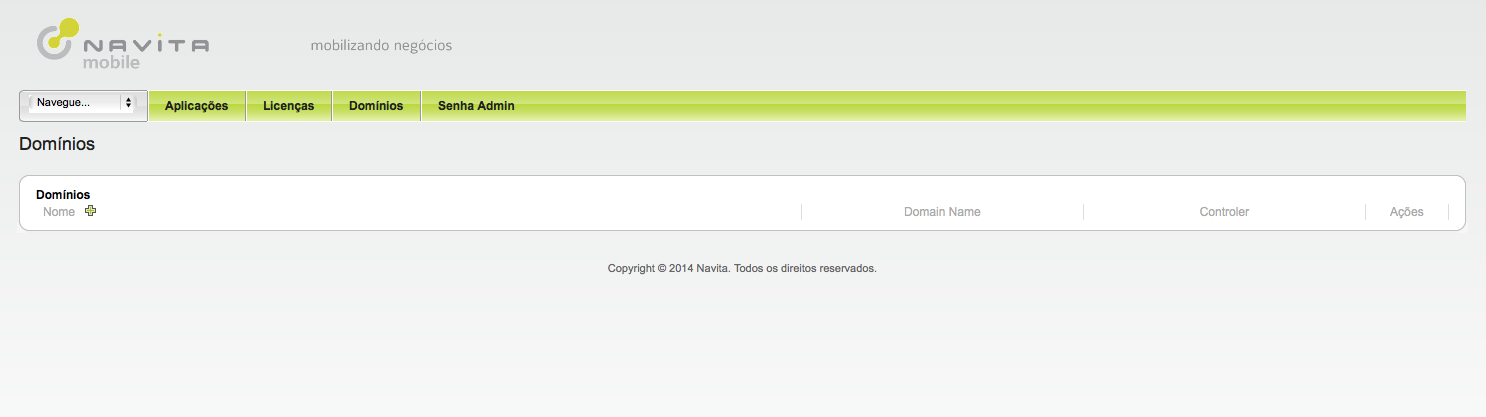 NAVITA
mobile
mobilizando negócios
Navegue... Aplicações Licenças Domínios Senha Admin
Domínios
Domínios
Nome Domain Name Controler Ações
Copyright © 2014 Navita. Todos os direitos reservados.